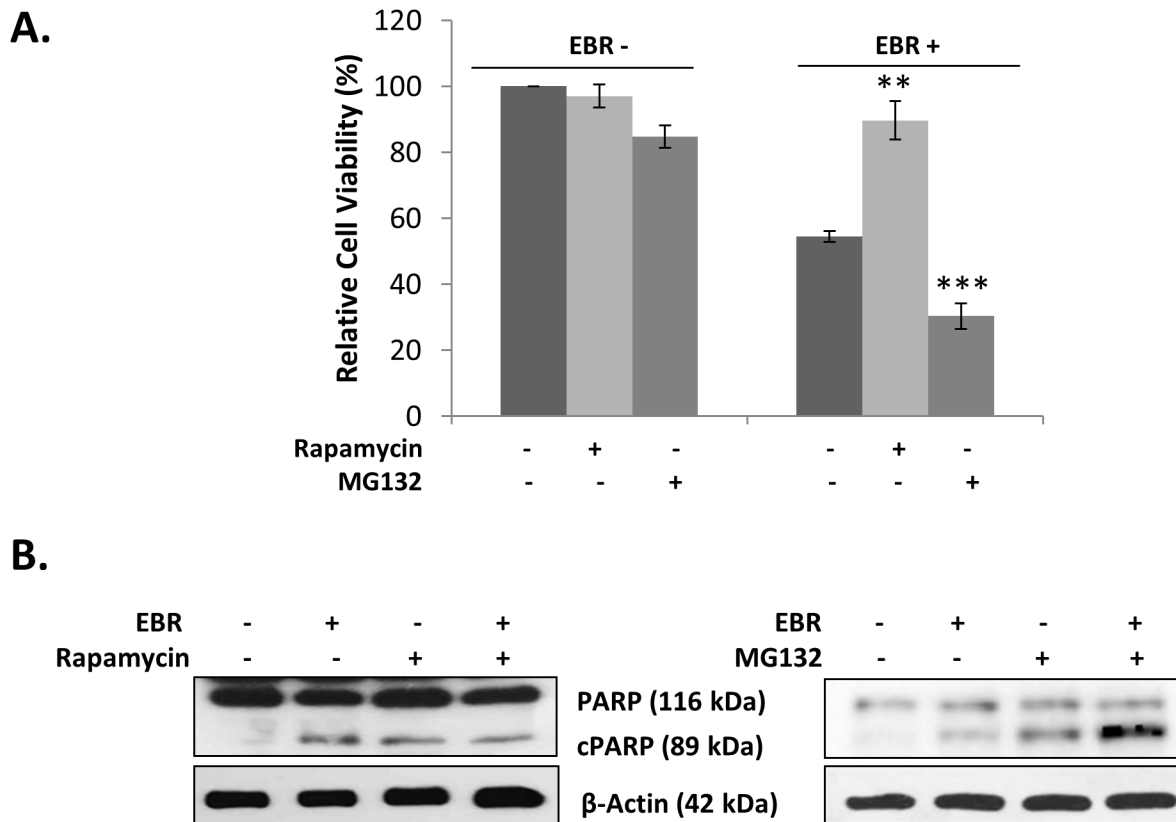 A.
Relative Cell Viability (%)
120
100
80
60
40
20
0
EBR -
EBR +
**
***
Rapamycin - + - - + -
MG132 - - + - - +
B.
EBR - + - +
Rapamycin - - + +
EBR - + - +
MG132 - - + +
PARP (116 kDa)
cPARP (89 kDa)
β-Actin (42 kDa)